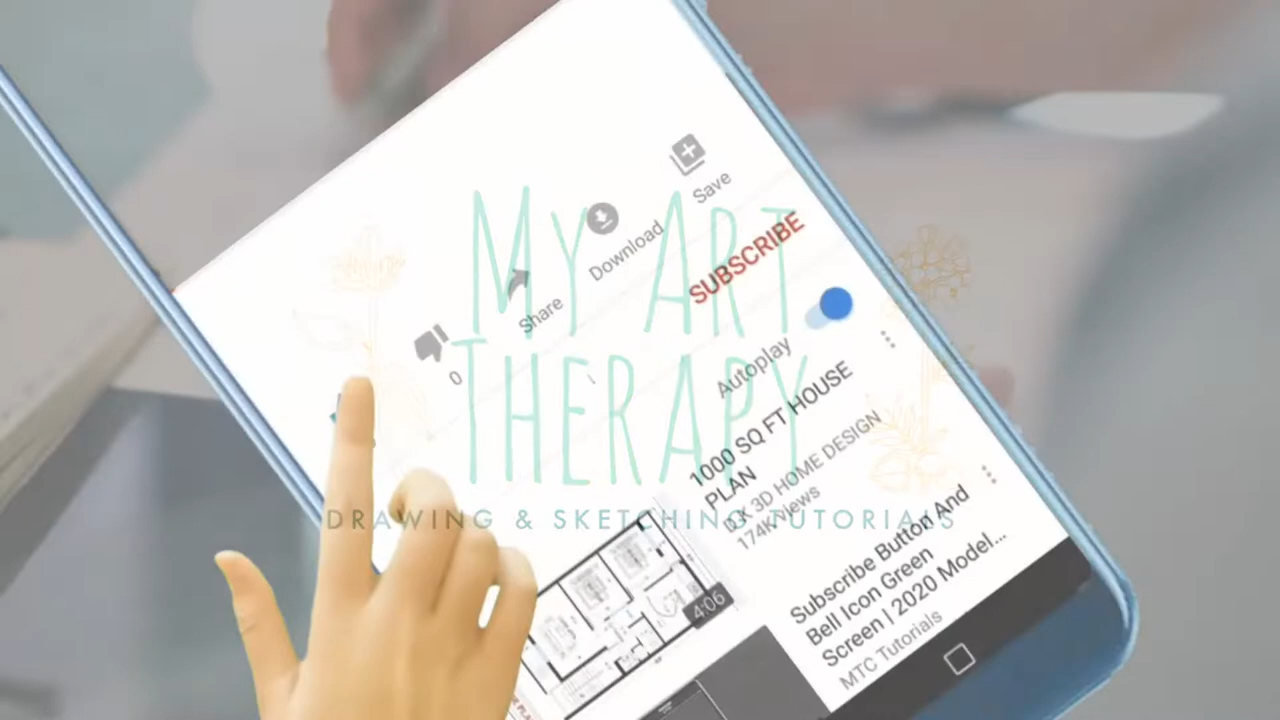 MY ART
THERAPY
DRAWING & SKETCHING TUTORIALS
0
Share
Download
Save
SUBSCRIBE
Autoplay
1000 SQ FT HOUSE
PLAN
DK 3D HOME DESIGN
174K views
4:06
Subscribe Button And
Bell Icon Green
Screen | 2020 Model...
MTC Tutorials